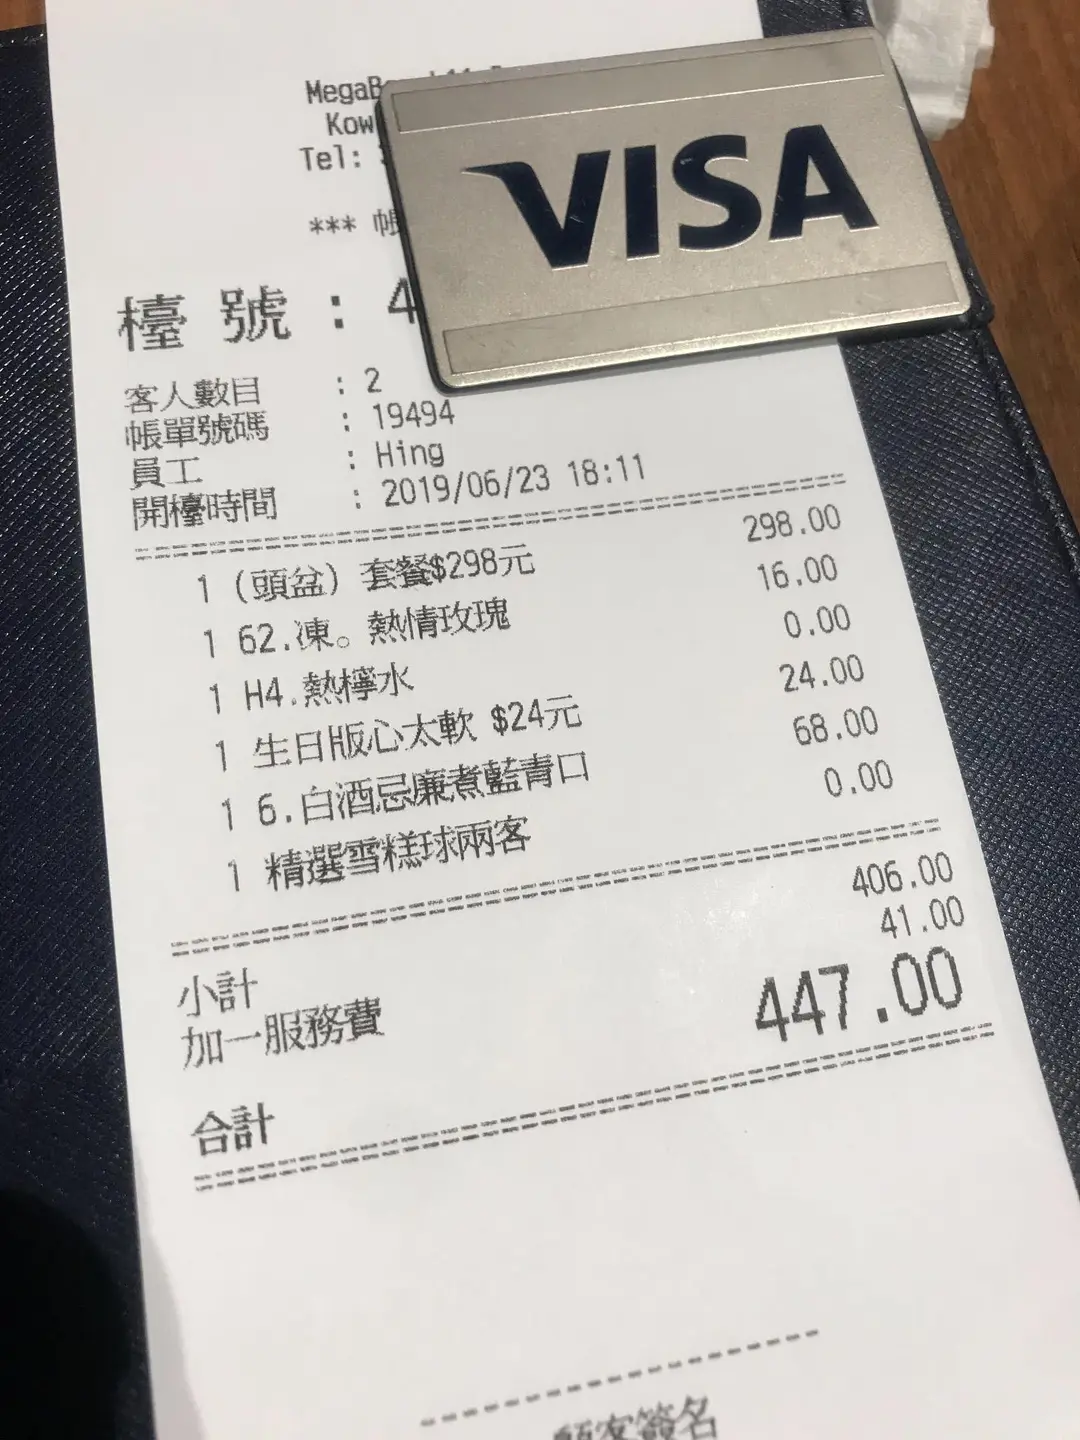 MegaB
Kow
Tel:
VISA
*** 帳
檯 號 : 4
客人數目 : 2
帳單號碼 : 19494
員工 : Hing
開檯時間 : 2019/06/23 18:11
1 (頭盆) 套餐$298元 298.00
1 62.凍。熱情玫瑰 16.00
1 H4.熱檸水 0.00
1 生日版心太軟 $24元 24.00
1 6.白酒忌廉煮藍青口 68.00
1 精選雪糕球兩客 0.00
小計 406.00
加一服務費 41.00
合計 447.00
顧客簽名